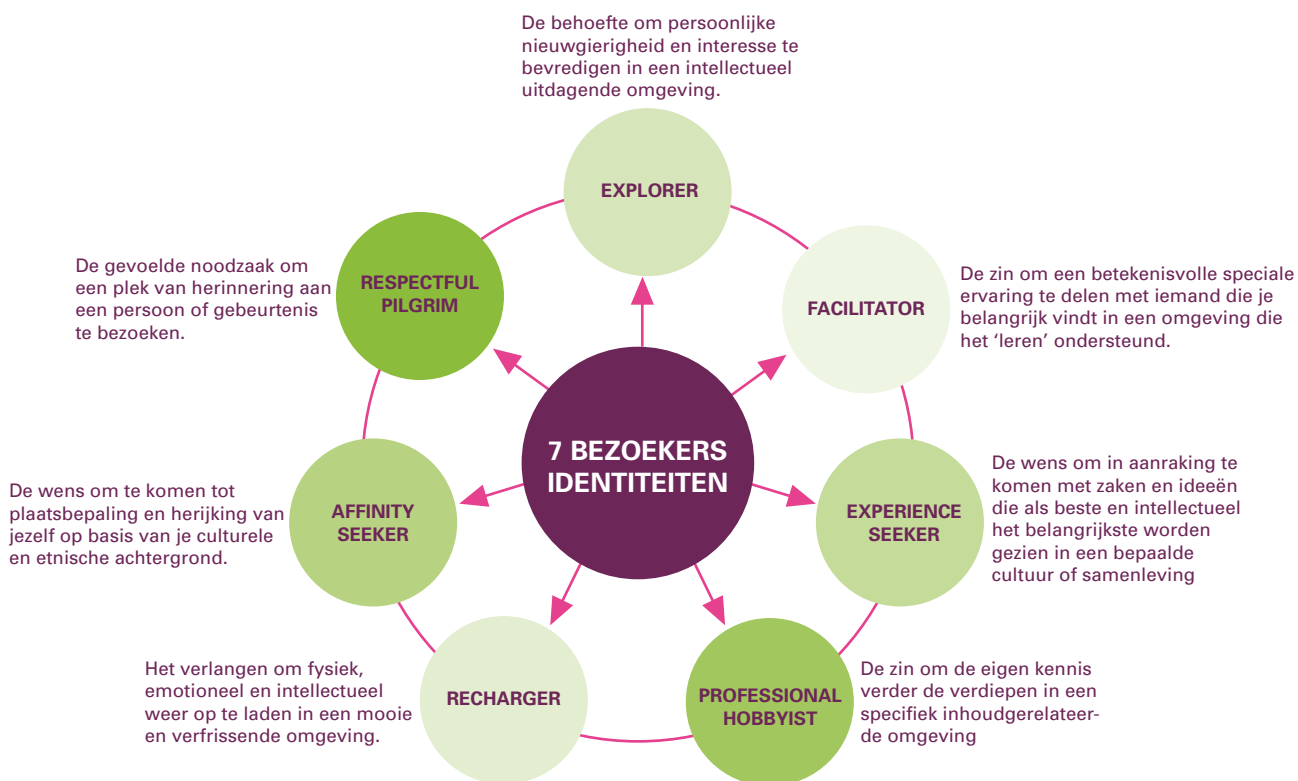 De behoefte om persoonlijke
nieuwgierigheid en interesse te
bevredigen in een intellectueel
uitdagende omgeving.
EXPLORER
De gevoelde noodzaak om
een plek van herinnering aan
een persoon of gebeurtenis
te bezoeken.
RESPECTFUL
PILGRIM
FACILITATOR
De zin om een betekenisvolle speciale
ervaring te delen met iemand die je
belangrijk vindt in een omgeving die
het ‘leren’ ondersteund.
7 BEZOEKERS
IDENTITEITEN
De wens om te komen tot
plaatsbepaling en herijking van
jezelf op basis van je culturele
en etnische achtergrond.
AFFINITY
SEEKER
EXPERIENCE
SEEKER
De wens om in aanraking te
komen met zaken en ideeën
die als beste en intellectueel
het belangrijkste worden
gezien in een bepaalde
cultuur of samenleving
Het verlangen om fysiek,
emotioneel en intellectueel
weer op te laden in een mooie
en verfrissende omgeving.
RECHARGER
PROFESSIONAL
HOBBYIST
De zin om de eigen kennis
verder de verdiepen in een
specifiek inhoudgerelateer-
de omgeving